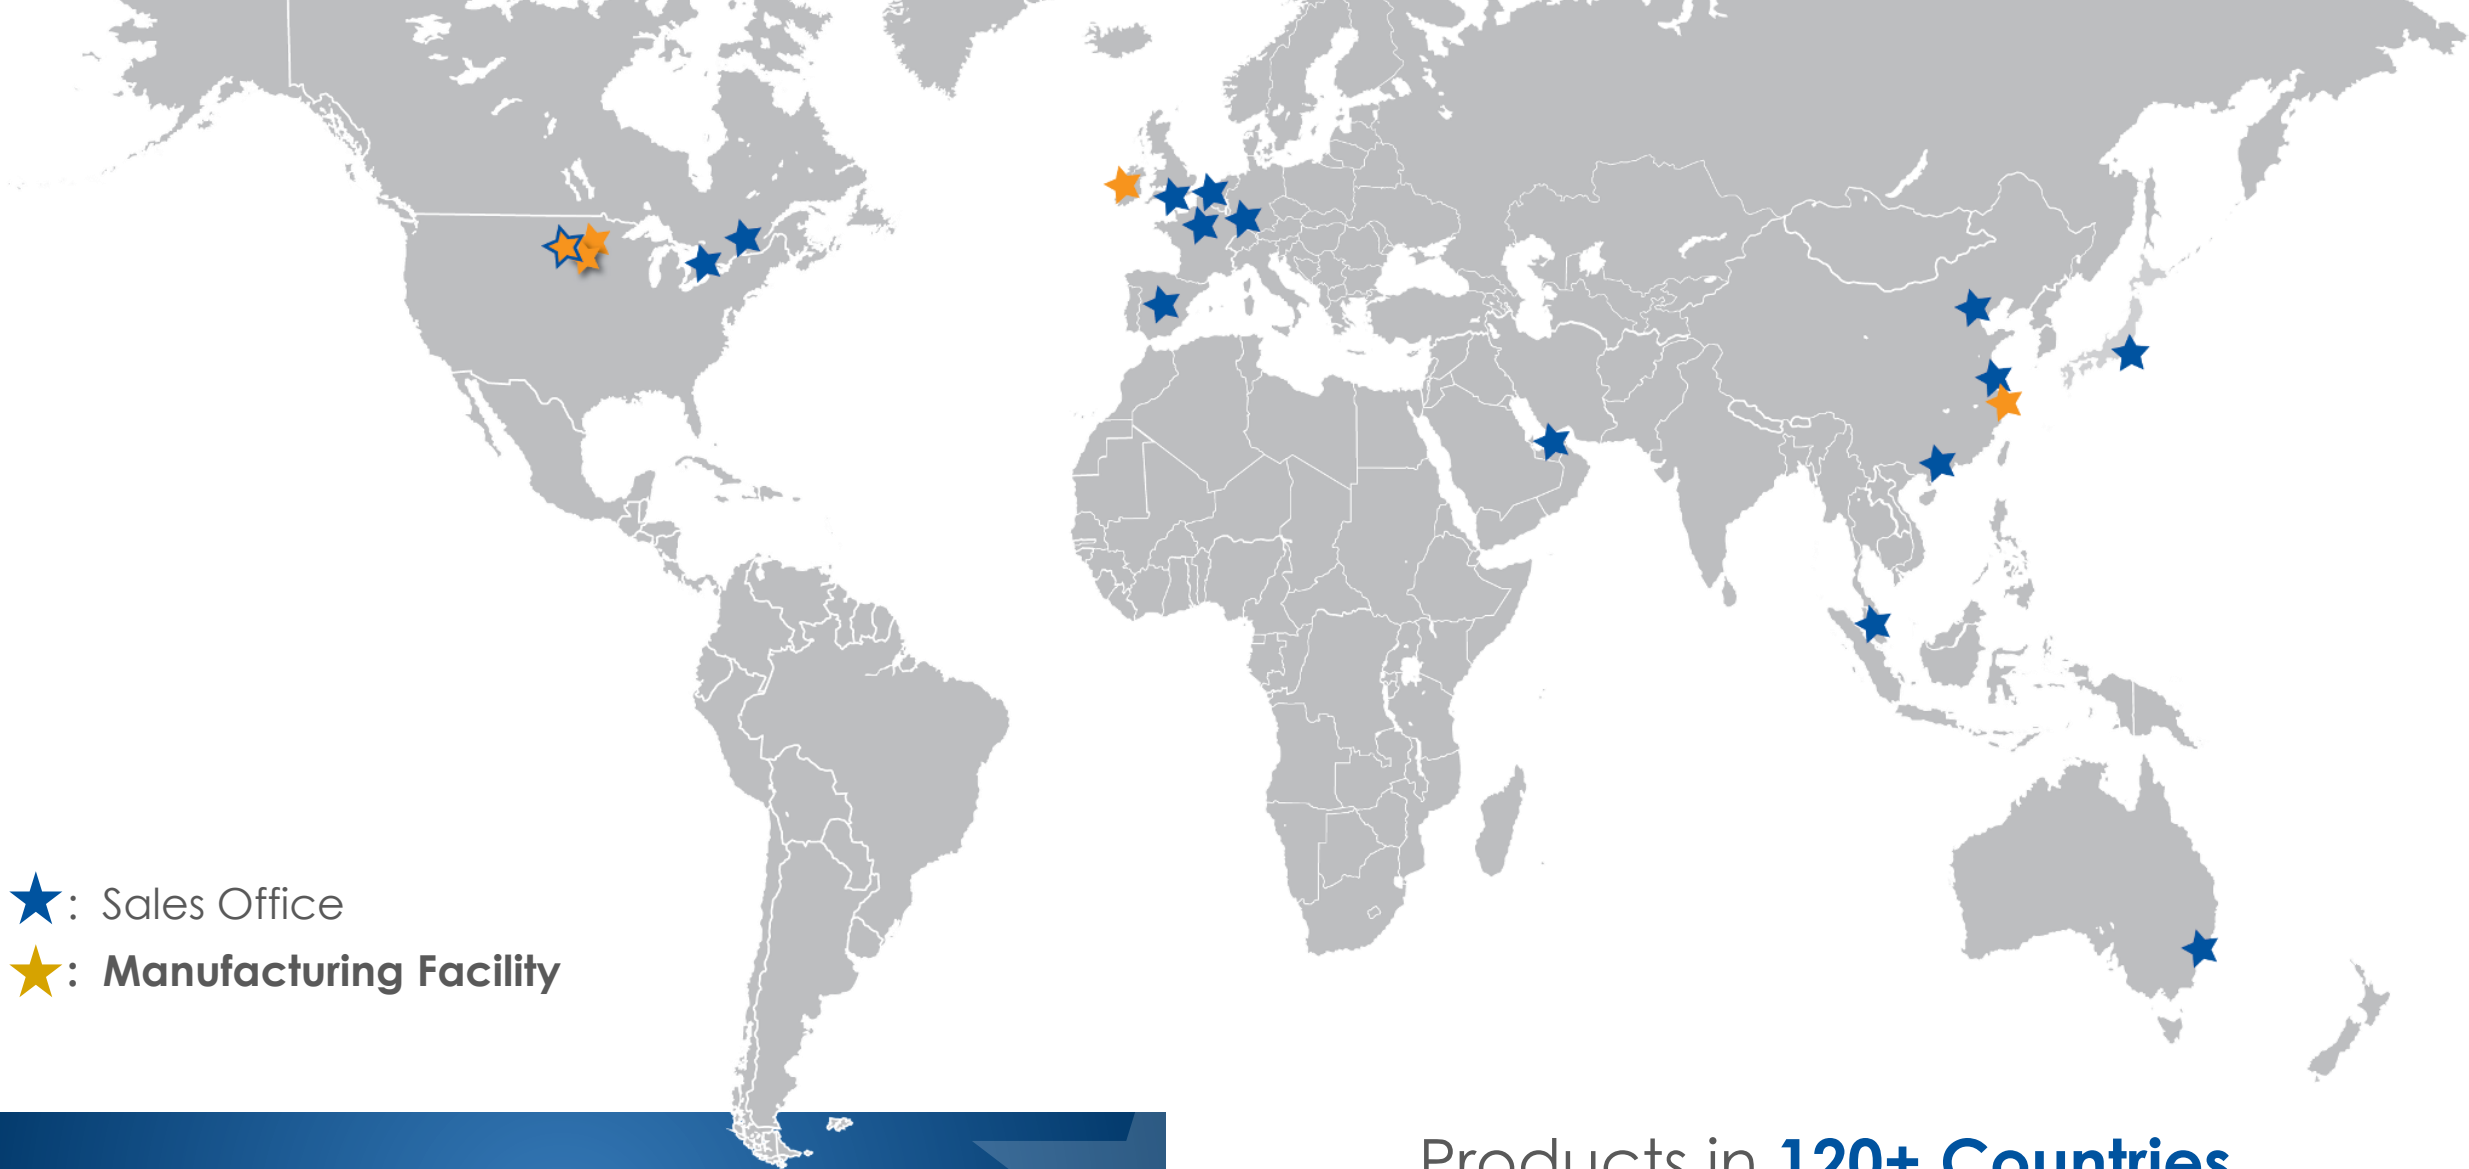 : Sales Office
: Manufacturing Facility
Products in 120+ Countries